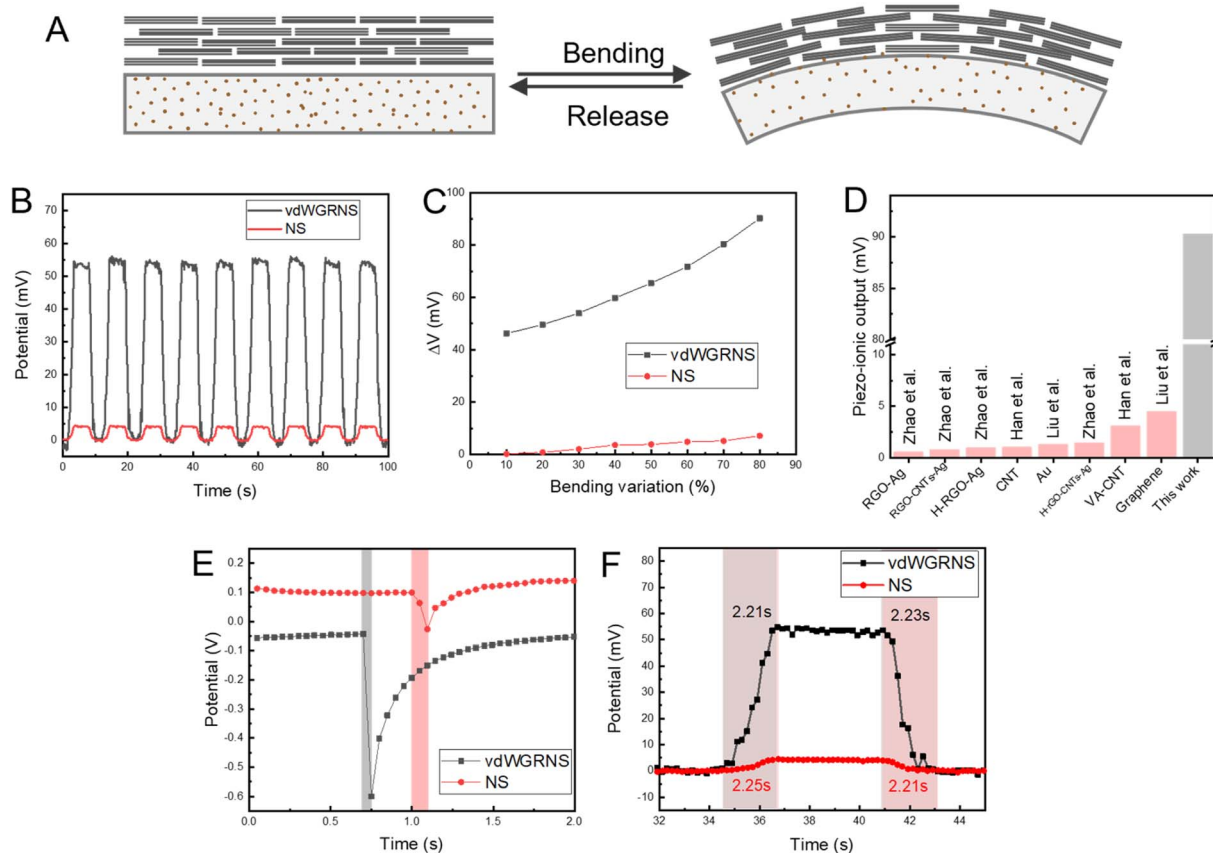 A
Bending
Release
B
Potential (mV)
70
60
50
40
30
20
10
0
vdWGRNS
NS
0
20
40
60
80
100
Time (s)
C
ΔV (mV)
100
80
60
40
20
0
vdWGRNS
NS
0
10
20
30
40
50
60
70
80
90
Bending variation (%)
D
Piezo-ionic output (mV)
90
85
80
10
5
0
Zhao et al.
Zhao et al.
Zhao et al.
Han et al.
Liu et al.
Zhao et al.
Han et al.
Liu et al.
RGO-Ag
RGO-CNTs-Ag
H-RGO-Ag
CNT
Au
H-rGO-CNTs-Ag
VA-CNT
Graphene
This work
E
Potential (V)
0.2
0.1
0.0
-0.1
-0.2
-0.3
-0.4
-0.5
-0.6
vdWGRNS
NS
0.0
0.5
1.0
1.5
2.0
Time (s)
F
Potential (mV)
80
70
60
50
40
30
20
10
0
-10
vdWGRNS
NS
2.21s
2.23s
2.25s
2.21s
32
34
36
38
40
42
44
Time (s)